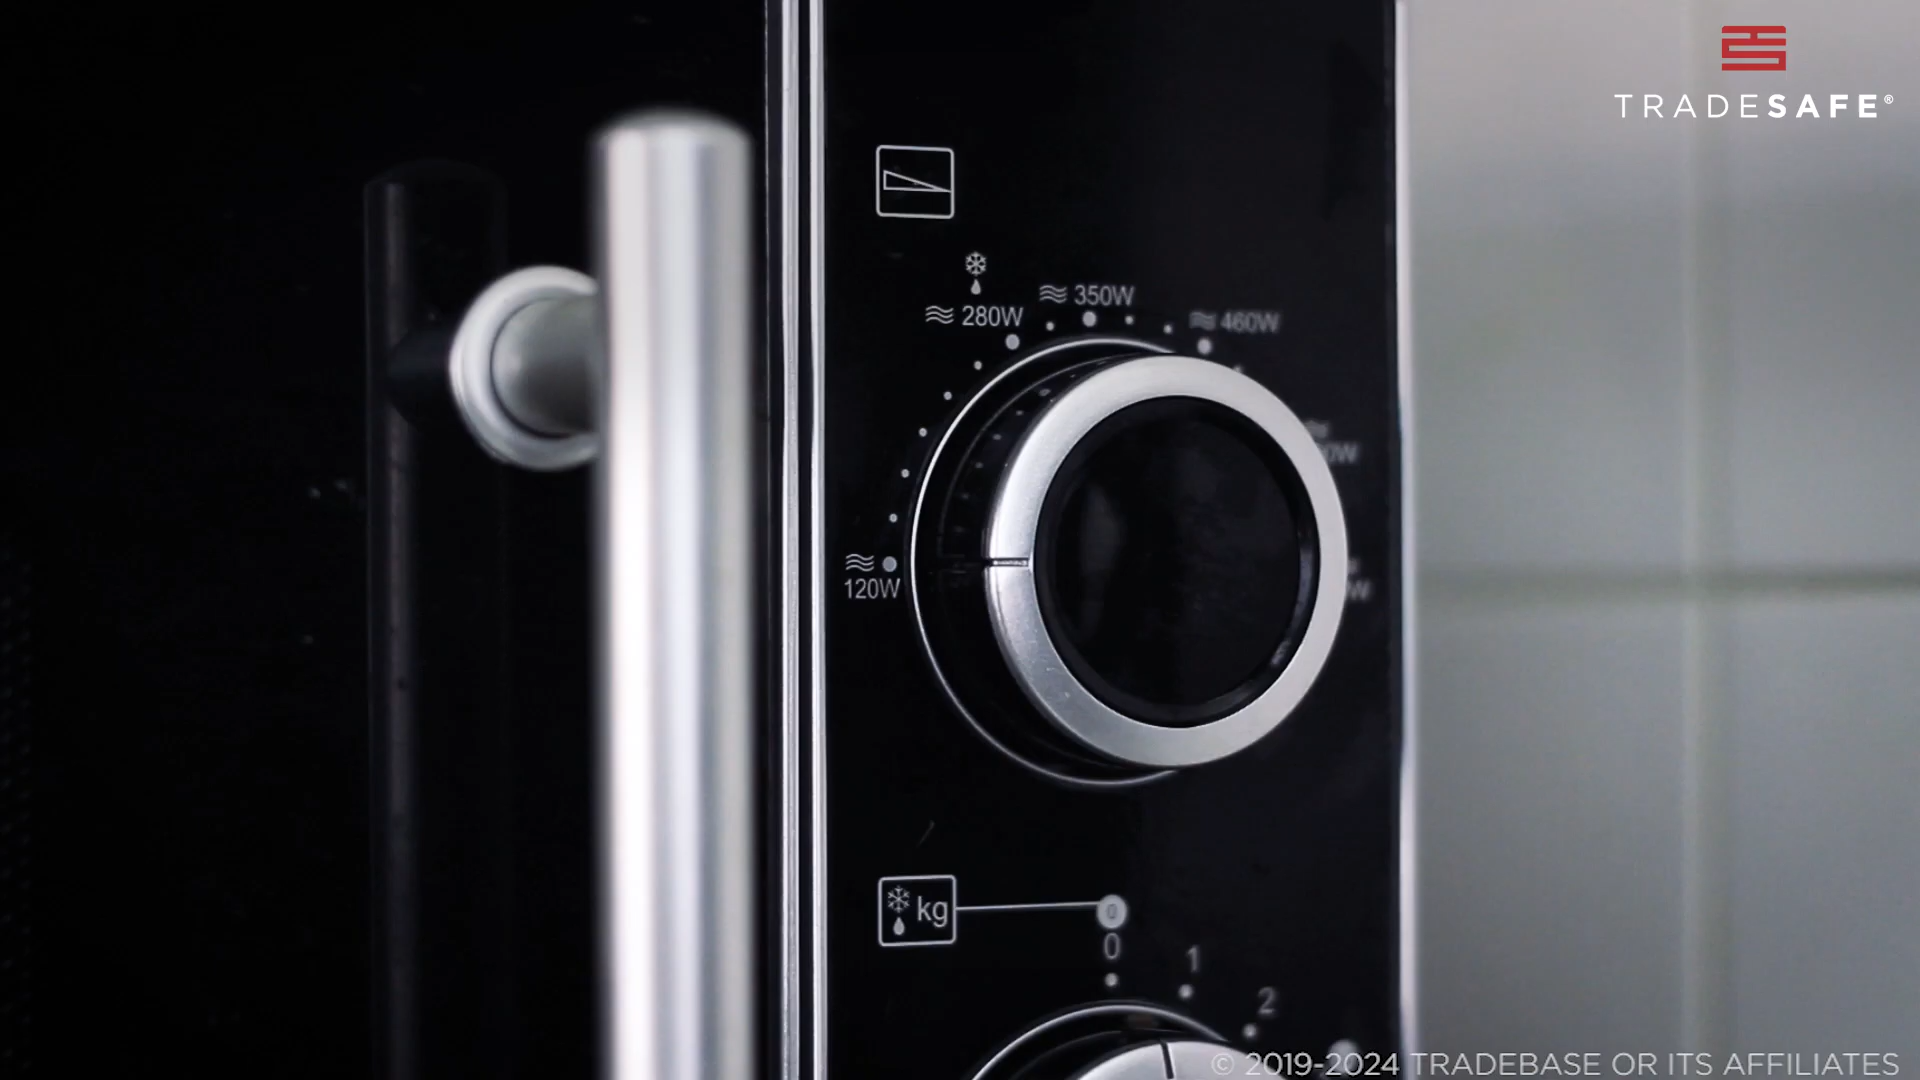 TRADESAFE®
350W
280W
460W
120W
kg
0
0
1
2
© 2019-2024 TRADEBASE OR ITS AFFILIATES